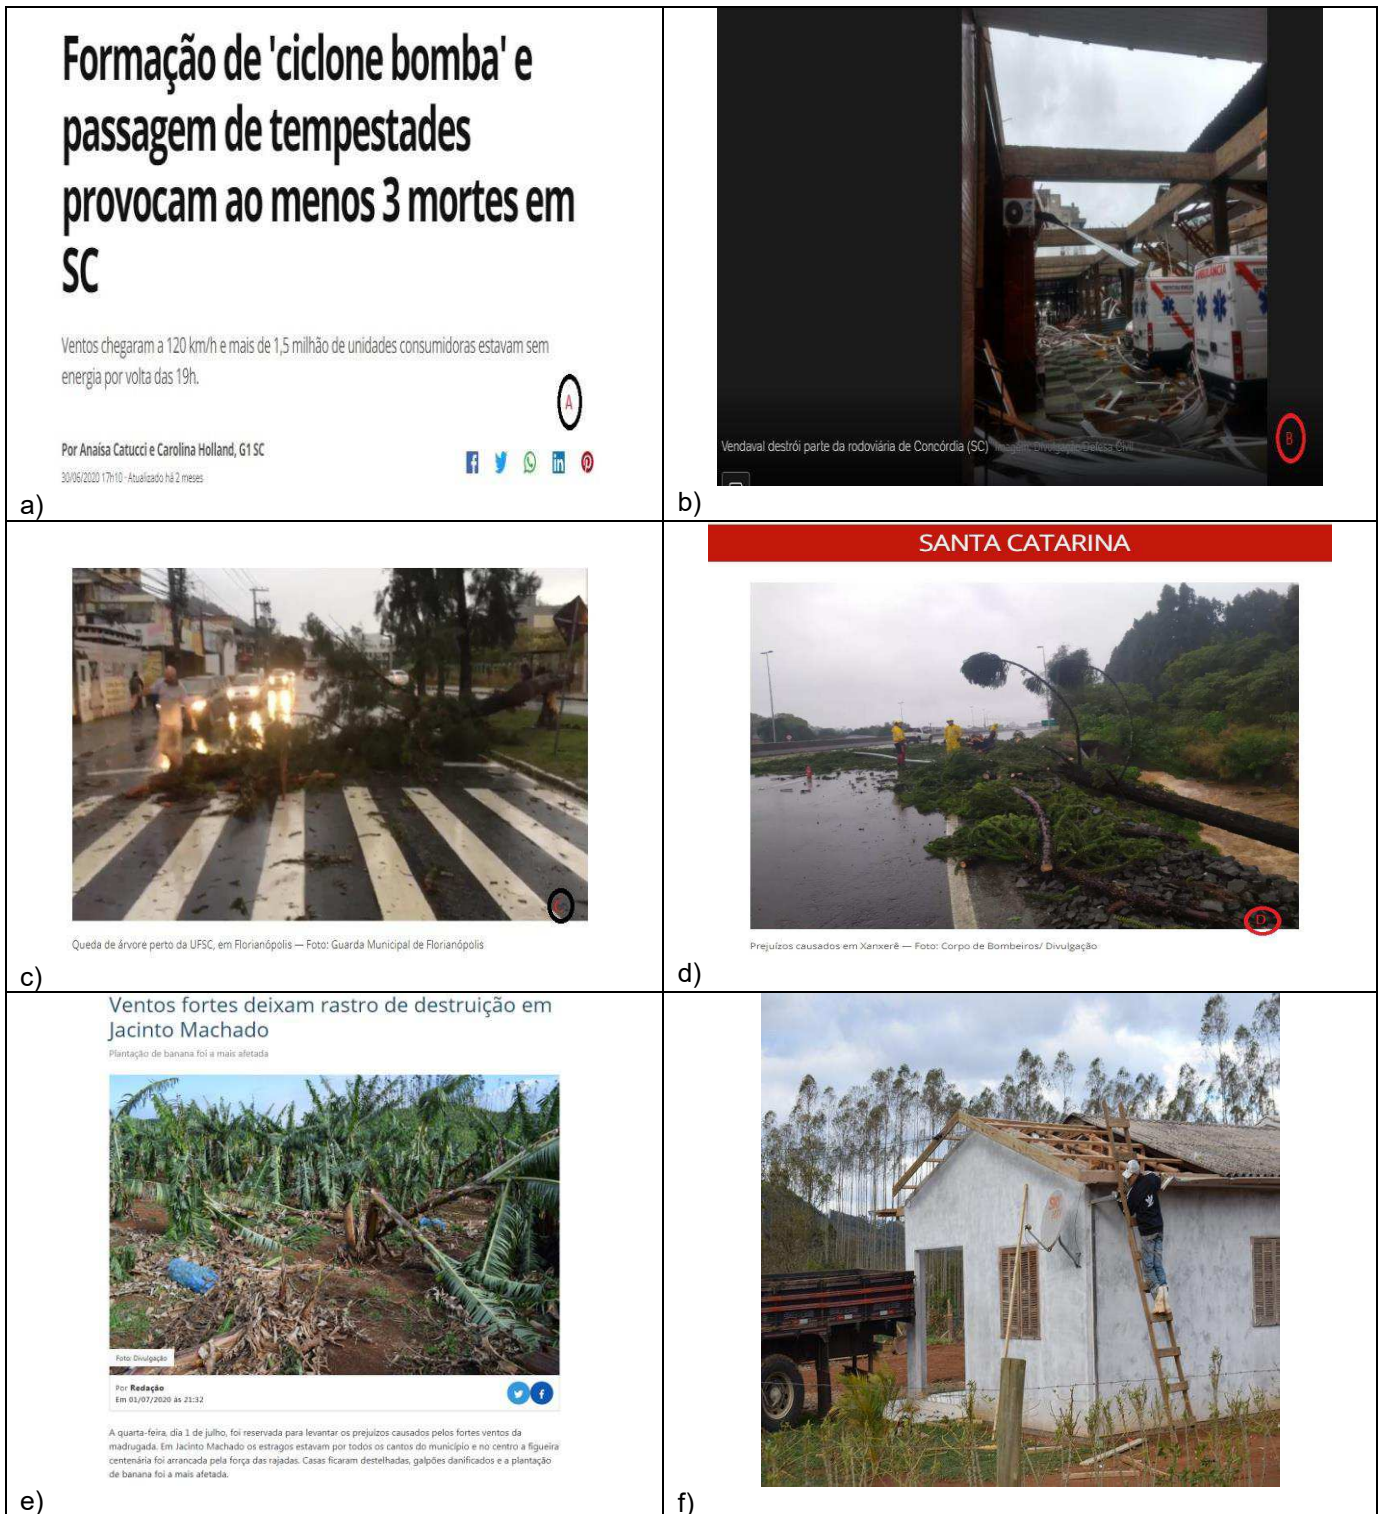 Formação de 'ciclone bomba' e
passagem de tempestades
provocam ao menos 3 mortes em
SC
Ventos chegaram a 120 km/h e mais de 1,5 milhão de unidades consumidoras estavam sem
energia por volta das 19h.
A
Por Anaísa Catucci e Carolina Holland, G1 SC
30/06/2020 17h10 · Atualizado há 2 meses
a)
AMBULÂNCIA
Vendaval destrói parte da rodoviária de Concórdia (SC) Imagem: Divulgação/Defesa Civil
B
b)
Queda de árvore perto da UFSC, em Florianópolis — Foto: Guarda Municipal de Florianópolis
c)
SANTA CATARINA
D
Prejuízos causados em Xanxerê — Foto: Corpo de Bombeiros/ Divulgação
d)
Ventos fortes deixam rastro de destruição em
Jacinto Machado
Plantação de banana foi a mais afetada
Foto: Divulgação
Por Redação
Em 01/07/2020 às 21:32
A quarta-feira, dia 1 de julho, foi reservada para levantar os prejuízos causados pelos fortes ventos da
madrugada. Em Jacinto Machado os estragos estavam por todos os cantos do município e no centro a figueira
centenária foi arrancada pela força das rajadas. Casas ficaram destelhadas, galpões danificados e a plantação
de banana foi a mais afetada.
e)
f)